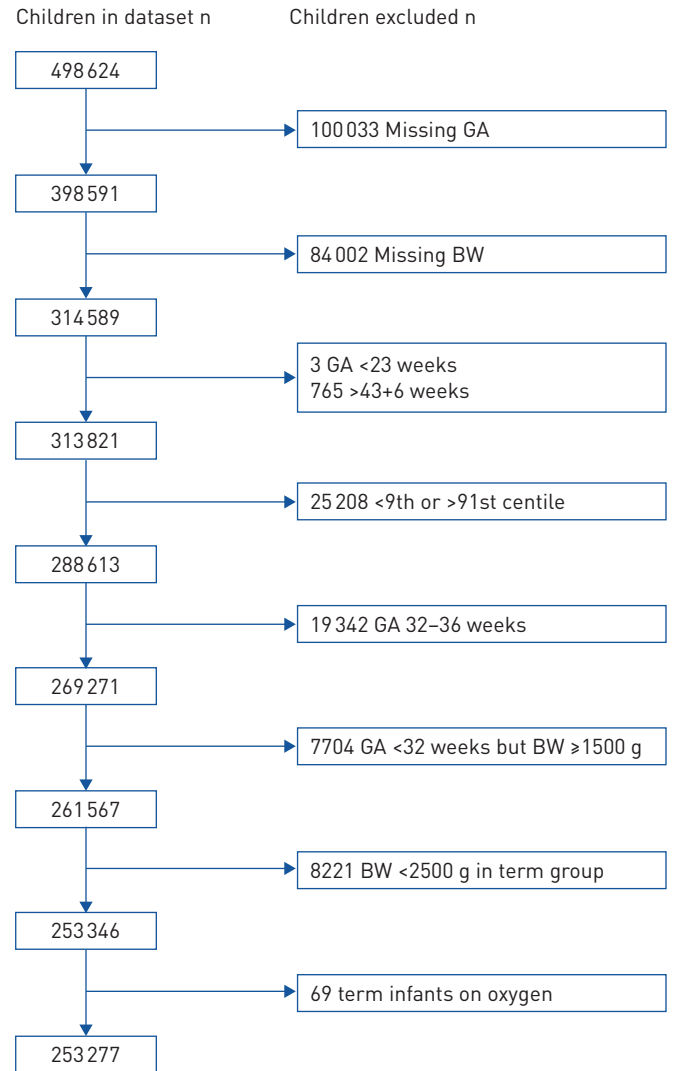 Children in dataset n
Children excluded n
498 624
100 033 Missing GA
398 591
84 002 Missing BW
314 589
3 GA <23 weeks
765 >43+6 weeks
313 821
25 208 <9th or >91st centile
288 613
19 342 GA 32–36 weeks
269 271
7704 GA <32 weeks but BW ⩾1500 g
261 567
8221 BW <2500 g in term group
253 346
69 term infants on oxygen
253 277